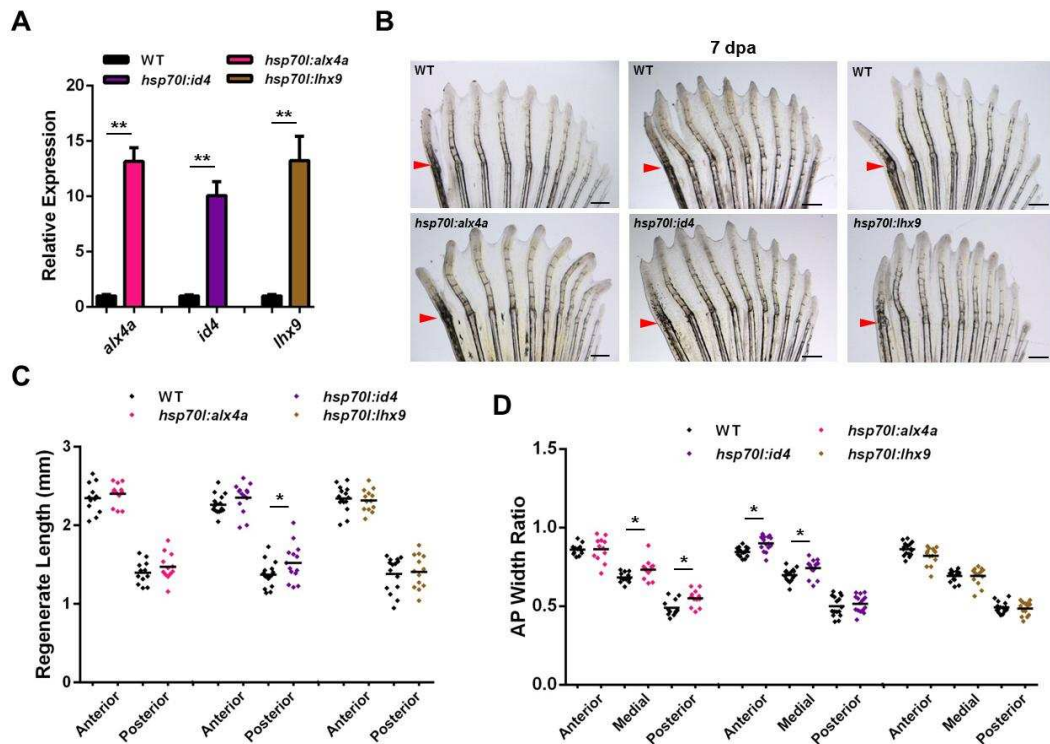 A
WT
hsp70l:alx4a
hsp70l:id4
hsp70l:lhx9
Relative Expression
20
15
10
5
0
**
**
**
alx4a
id4
lhx9
B
7 dpa
WT
WT
WT
hsp70l:alx4a
hsp70l:id4
hsp70l:lhx9
C
WT
hsp70l:id4
hsp70l:alx4a
hsp70l:lhx9
Regenerate Length (mm)
3
2
1
0
*
Anterior
Posterior
Anterior
Posterior
Anterior
Posterior
D
WT
hsp70l:alx4a
hsp70l:id4
hsp70l:lhx9
AP Width Ratio
1.5
1.0
0.5
0.0
*
*
*
*
Anterior
Medial
Posterior
Anterior
Medial
Posterior
Anterior
Medial
Posterior